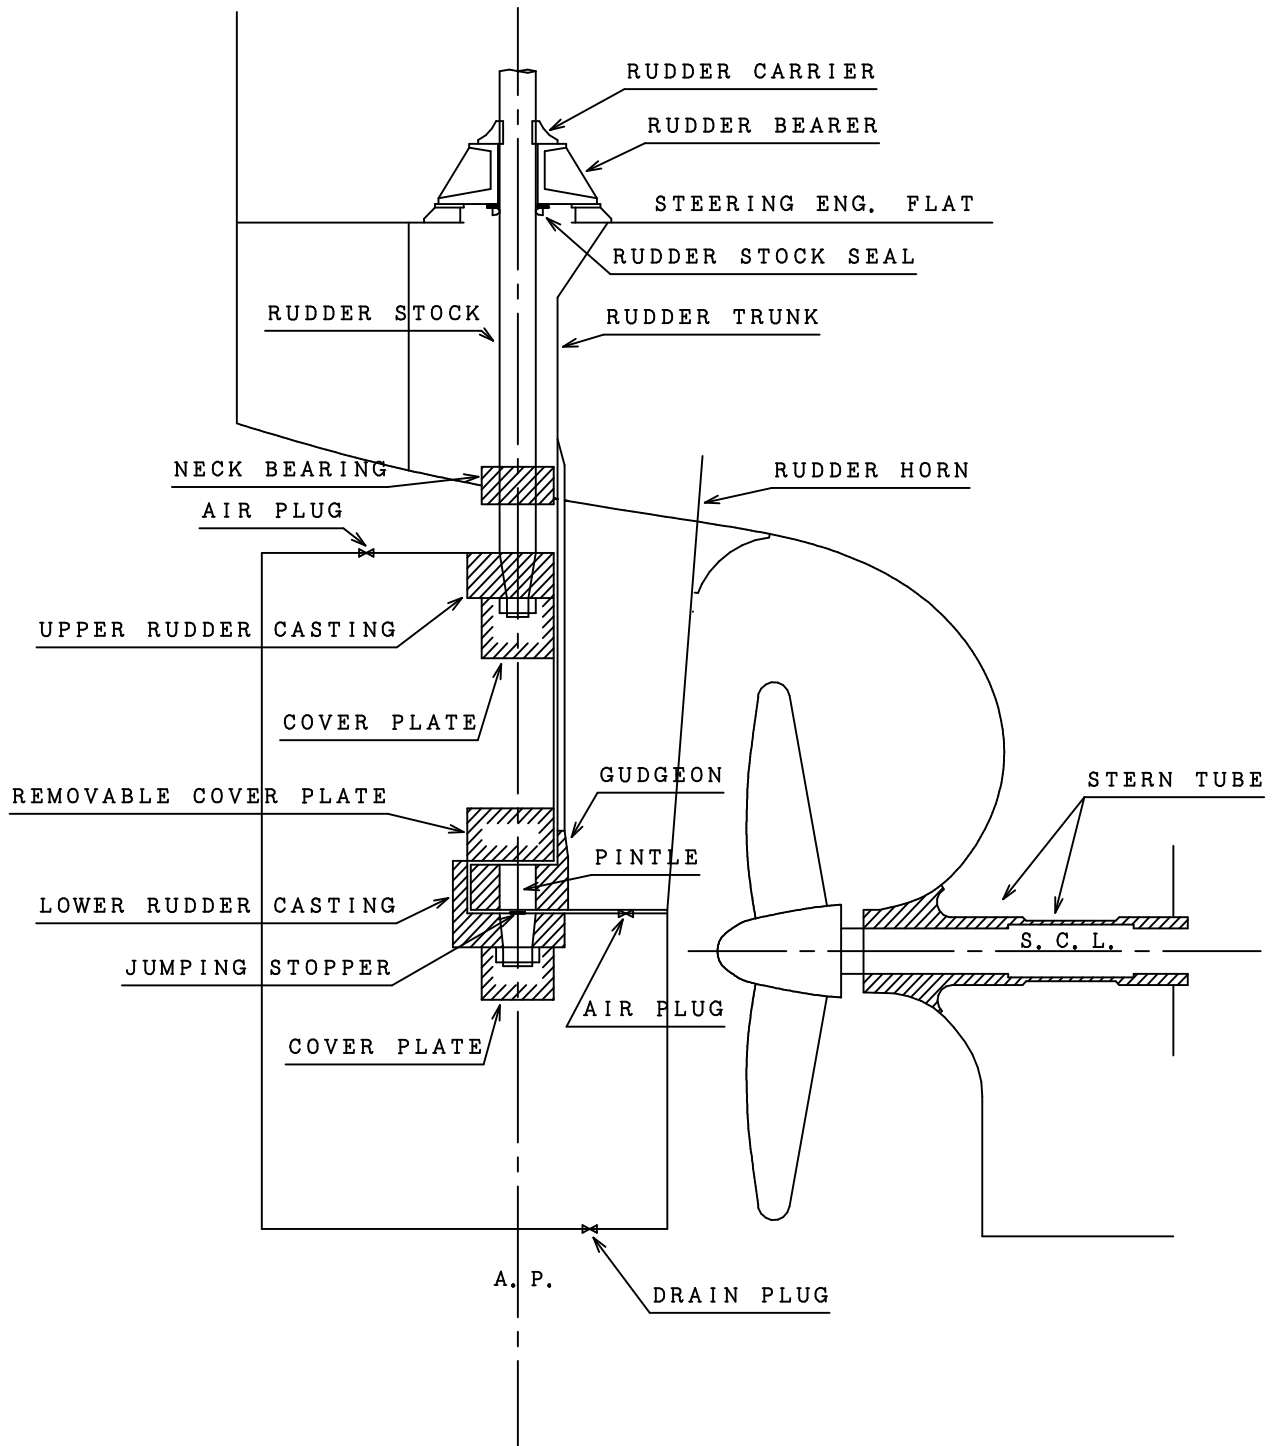 RUDDER CARRIER
RUDDER BEARER
STEERING ENG. FLAT
RUDDER STOCK SEAL
RUDDER STOCK
RUDDER TRUNK
NECK BEARING
RUDDER HORN
AIR PLUG
UPPER RUDDER CASTING
COVER PLATE
GUDGEON
STERN TUBE
REMOVABLE COVER PLATE
PINTLE
LOWER RUDDER CASTING
S. C. L.
JUMPING STOPPER
AIR PLUG
COVER PLATE
A. P.
DRAIN PLUG